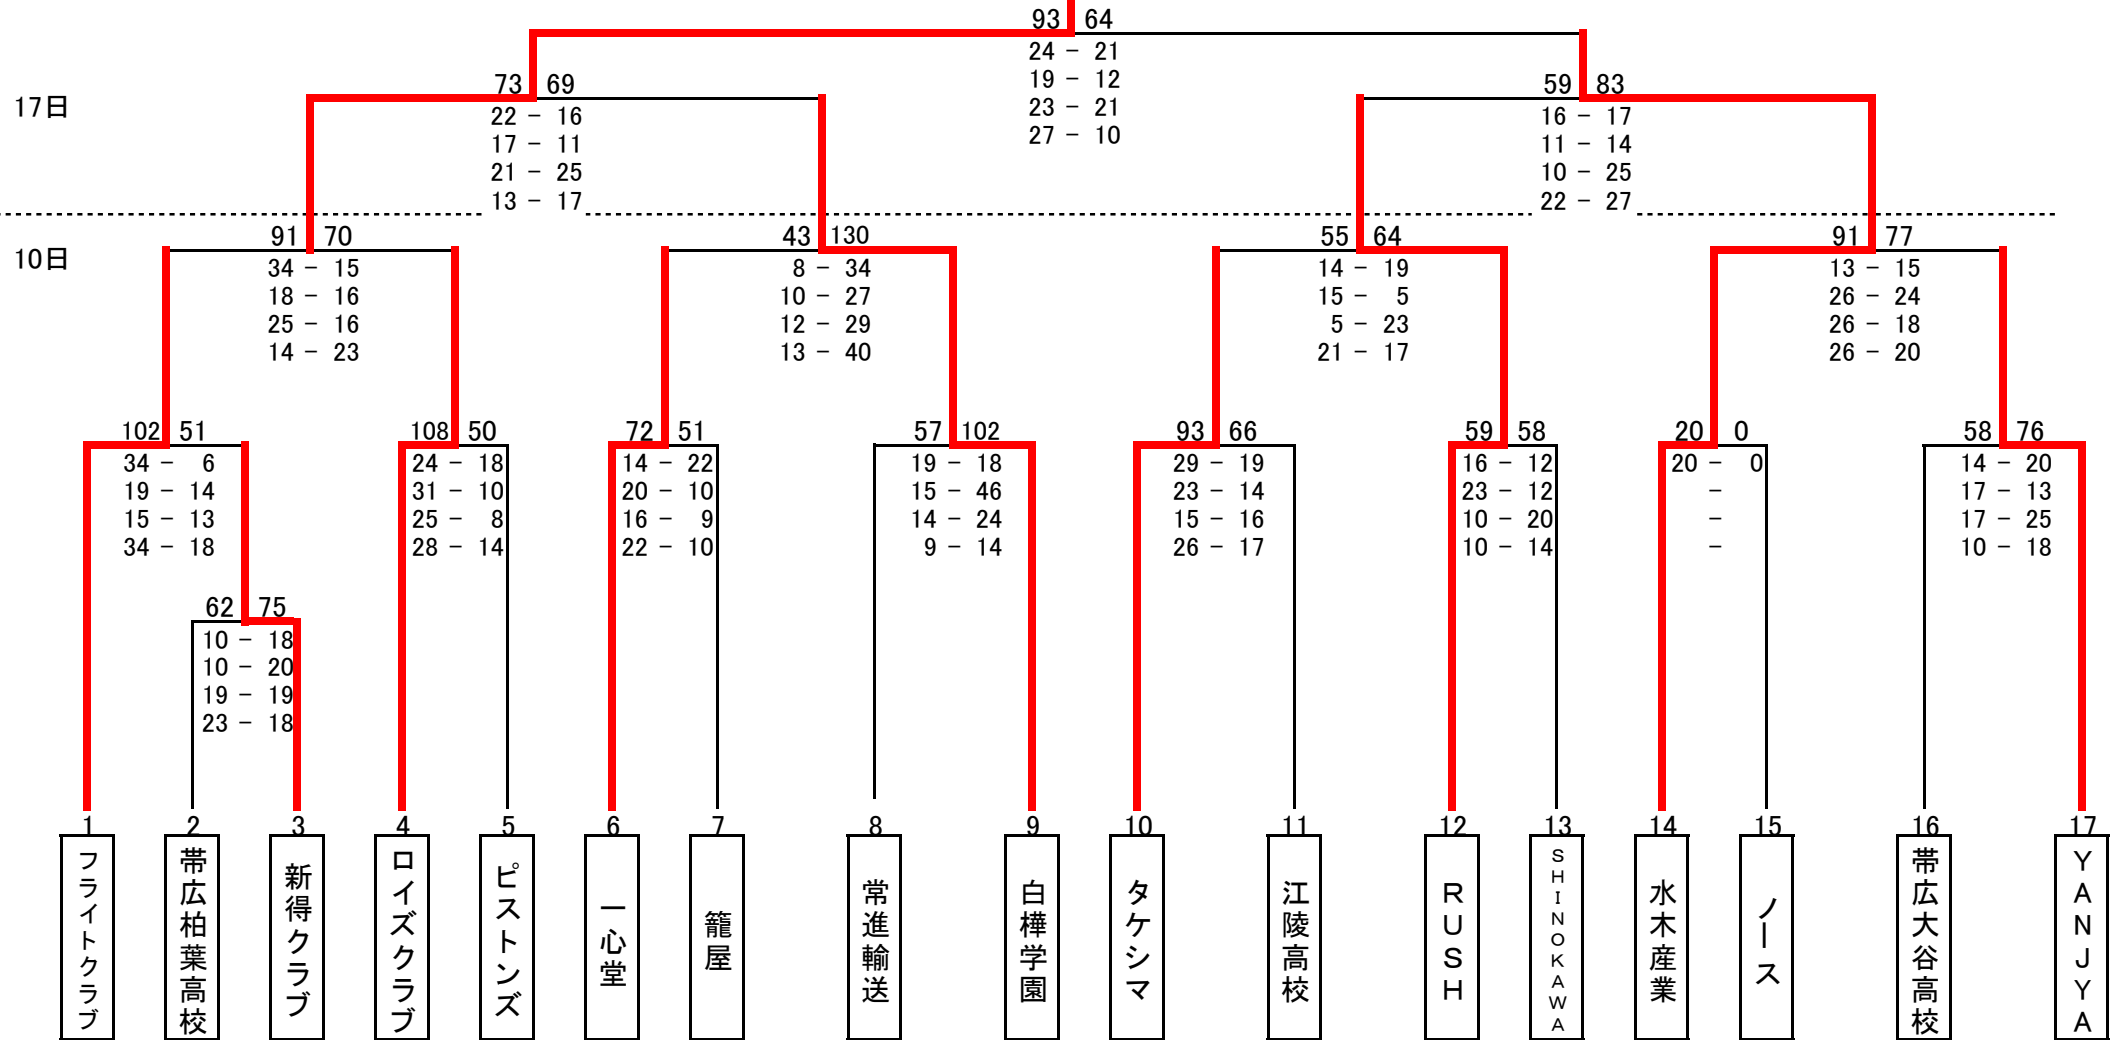 93 64
24 - 21
19 - 12
23 - 21
27 - 10
17日
73 69
22 - 16
17 - 11
21 - 25
13 - 17
59 83
16 - 17
11 - 14
10 - 25
22 - 27
10日
91 70
34 - 15
18 - 16
25 - 16
14 - 23
43 130
8 - 34
10 - 27
12 - 29
13 - 40
55 64
14 - 19
15 - 5
5 - 23
21 - 17
91 77
13 - 15
26 - 24
26 - 18
26 - 20
102 51
34 - 6
19 - 14
15 - 13
34 - 18
108 50
24 - 18
31 - 10
25 - 8
28 - 14
72 51
14 - 22
20 - 10
16 - 9
22 - 10
57 102
19 - 18
15 - 46
14 - 24
9 - 14
93 66
29 - 19
23 - 14
15 - 16
26 - 17
59 58
16 - 12
23 - 12
10 - 20
10 - 14
20 0
20 - 0
-
-
-
58 76
14 - 20
17 - 13
17 - 25
10 - 18
62 75
10 - 18
10 - 20
19 - 19
23 - 18
1
フライトクラブ
2
帯広柏葉高校
3
新得クラブ
4
ロイズクラブ
5
ピストンズ
6
一心堂
7
籠屋
8
常進輸送
9
白樺学園
10
タケシマ
11
江陵高校
12
RUSH
13
SHINOKAWA
14
水木産業
15
ノース
16
帯広大谷高校
17
YANJYA